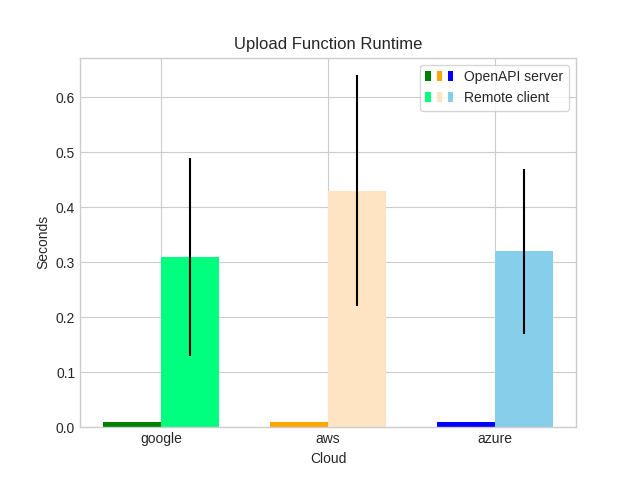 Upload Function Runtime
OpenAPI server
Remote client
Seconds
0.6
0.5
0.4
0.3
0.2
0.1
0.0
google aws azure
Cloud